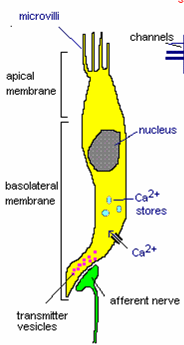 microvilli
channels
apical
membrane
nucleus
basolateral
membrane
Ca2+
stores
Ca2+
transmitter
vesicles
afferent nerve